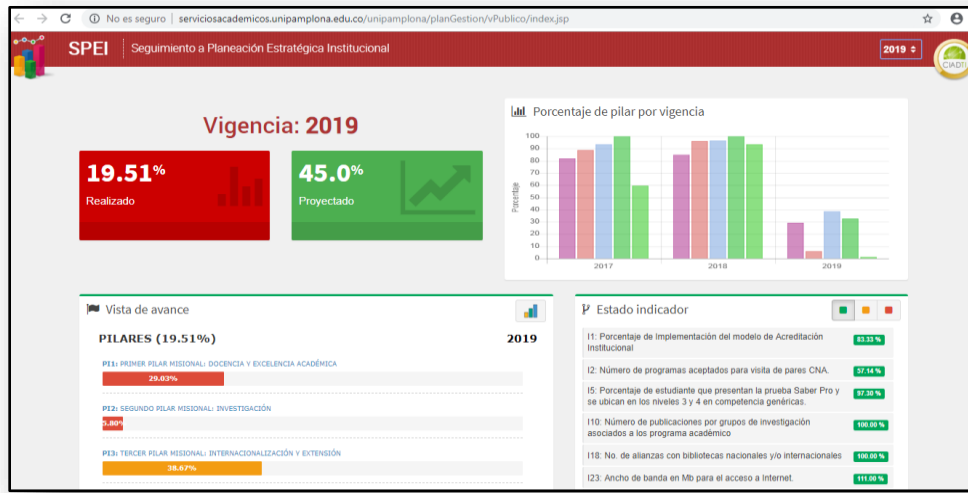 No es seguro | serviciosacademicos.unipamplona.edu.co/unipamplona/planGestion/vPublico/index.jsp
SPEI Seguimiento a Planeación Estratégica Institucional
2019
CIADTI
Vigencia: 2019
19.51%
Realizado
45.0%
Proyectado
Porcentaje de pilar por vigencia
Porcentaje
100
90
80
70
60
50
40
30
20
10
0
2017 2018 2019
Vista de avance
PILARES (19.51%) 2019
PI1: PRIMER PILAR MISIONAL: DOCENCIA Y EXCELENCIA ACADÉMICA
29.03%
PI2: SEGUNDO PILAR MISIONAL: INVESTIGACIÓN
5.80%
PI3: TERCER PILAR MISIONAL: INTERNACIONALIZACIÓN Y EXTENSIÓN
38.67%
Estado indicador
I1: Porcentaje de Implementación del modelo de Acreditación
Institucional
83.33 %
I2: Número de programas aceptados para visita de pares CNA. 57.14 %
I5: Porcentaje de estudiante que presentan la prueba Saber Pro y
se ubican en los niveles 3 y 4 en competencia genéricas.
97.30 %
I10: Número de publicaciones por grupos de investigación
asociados a los programa académico
100.00 %
I18: No. de alianzas con bibliotecas nacionales y/o internacionales 100.00 %
I23: Ancho de banda en Mb para el acceso a Internet. 111.00 %